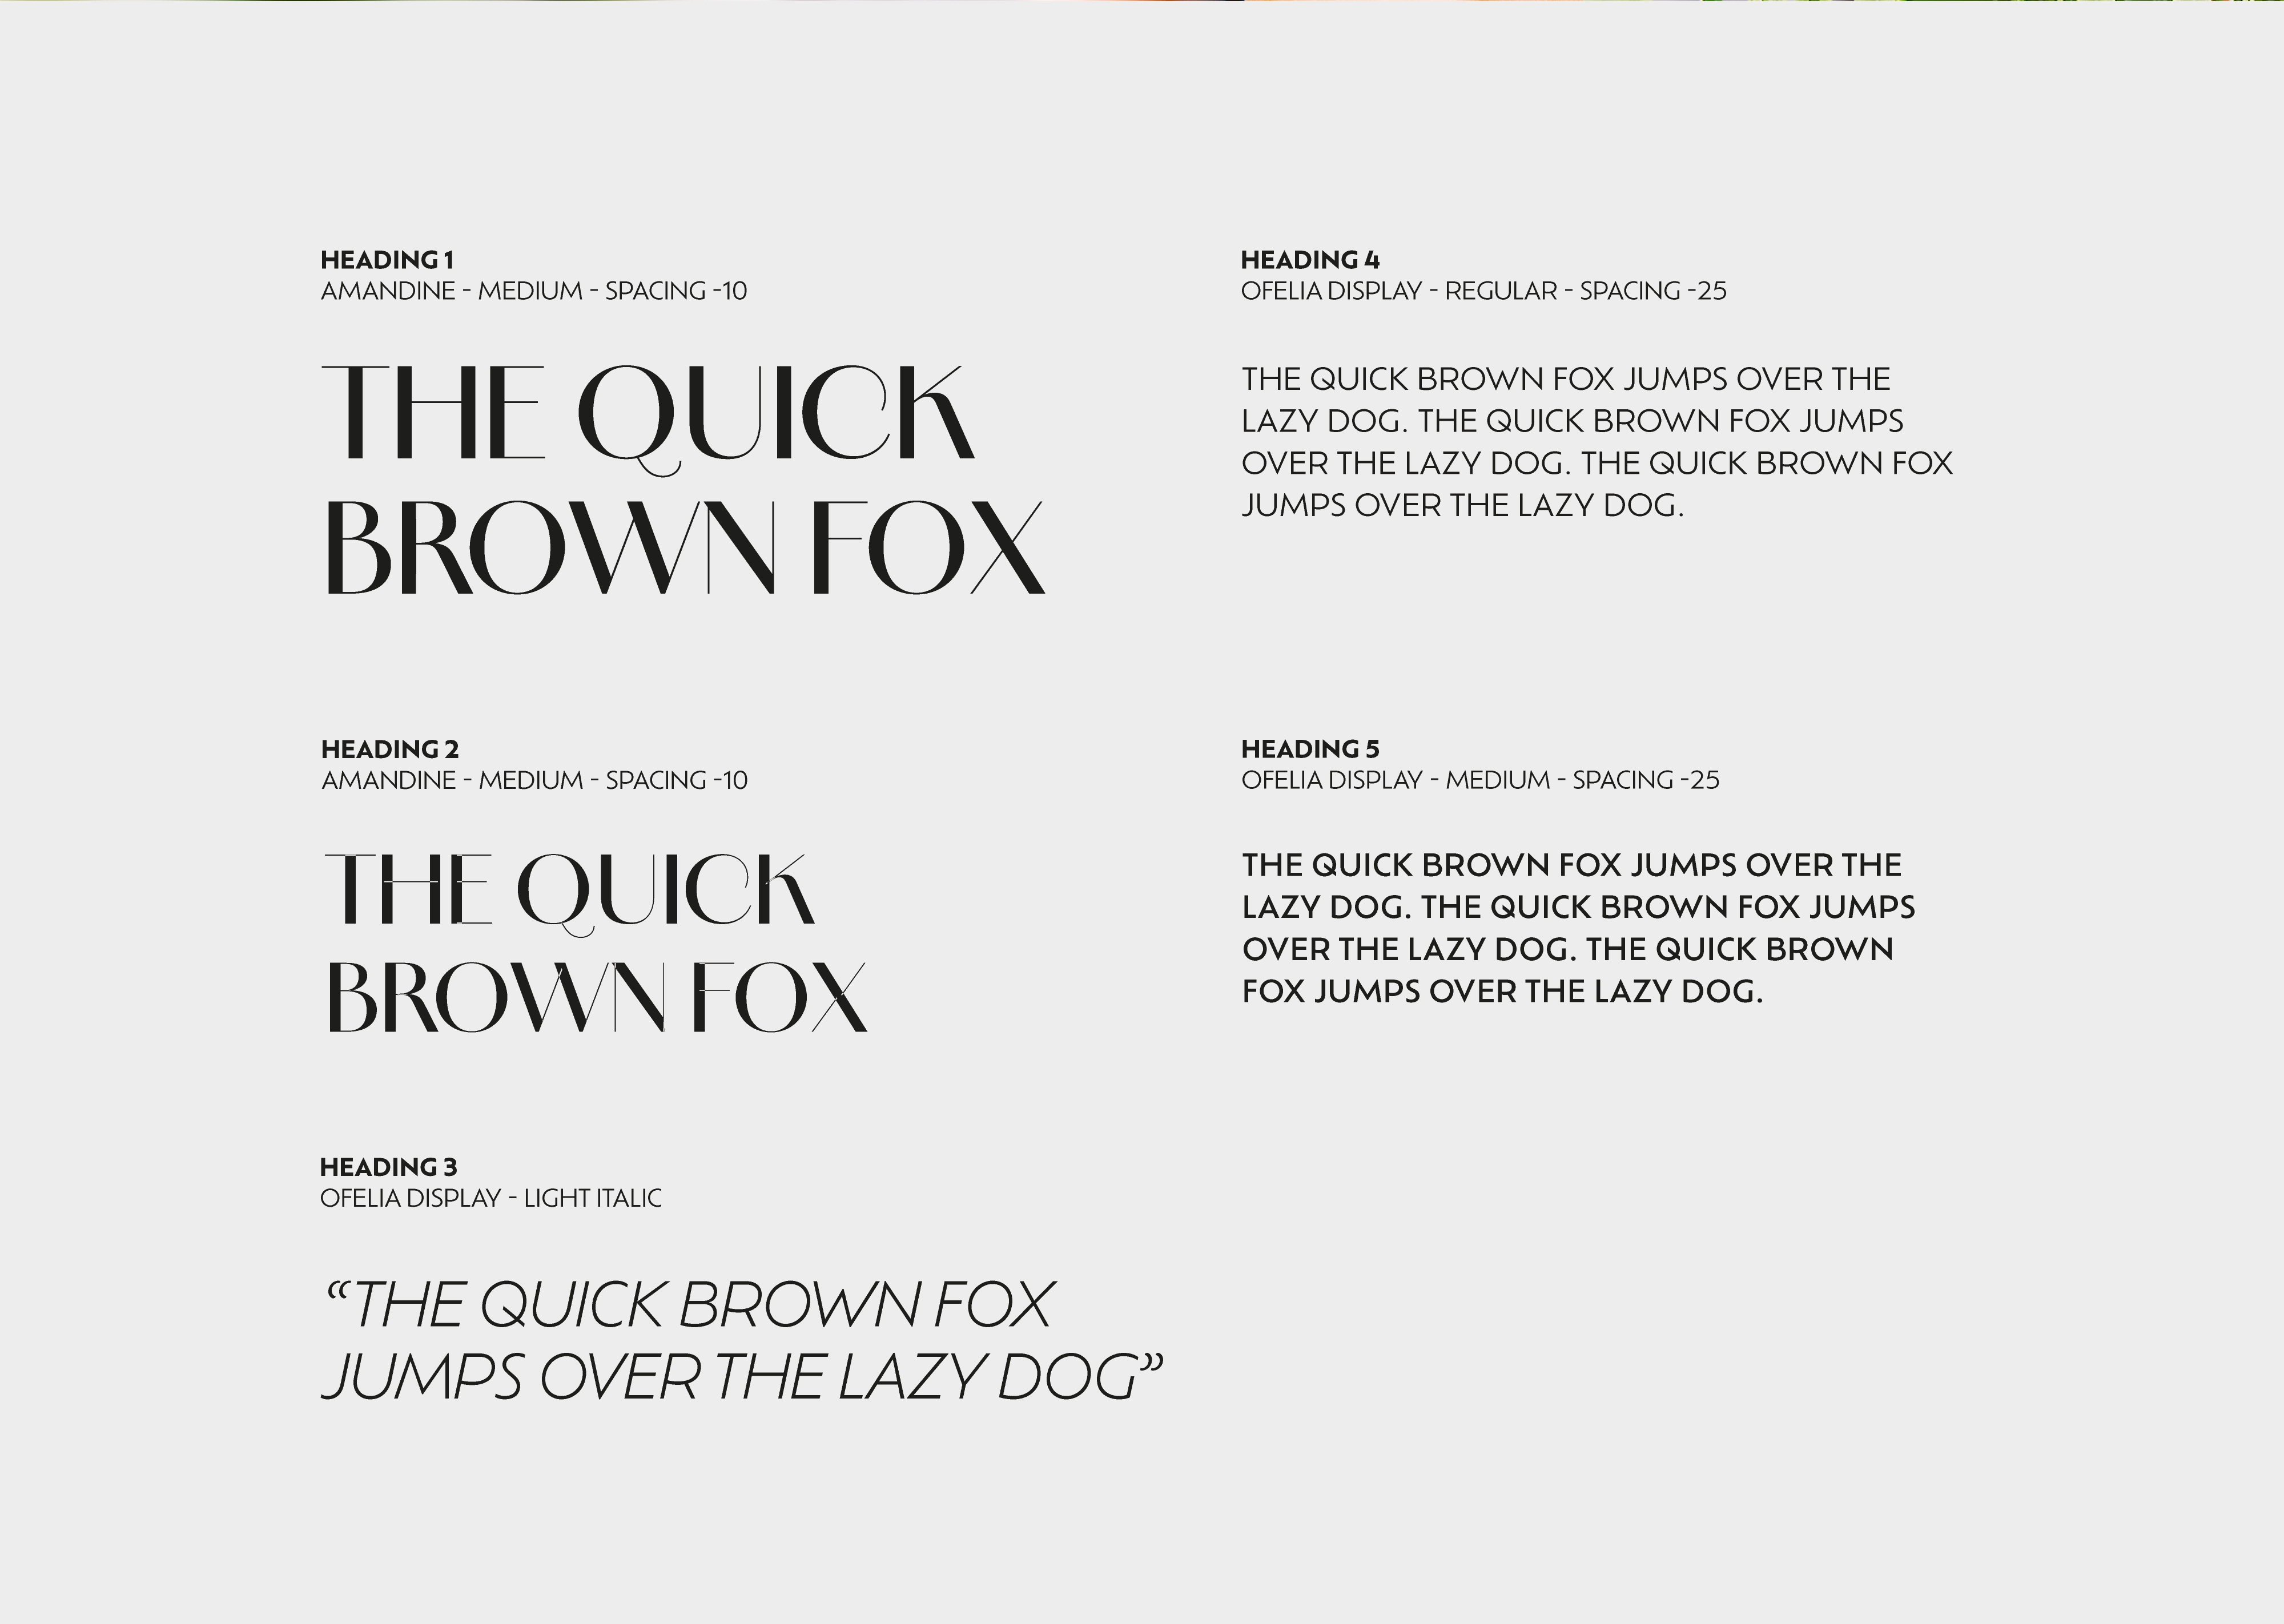 HEADING 1
AMANDINE - MEDIUM - SPACING -10
THE QUICK
BROWN FOX
HEADING 2
AMANDINE - MEDIUM - SPACING -10
THE QUICK
BROWN FOX
HEADING 3
OFELIA DISPLAY - LIGHT ITALIC
“THE QUICK BROWN FOX
JUMPS OVER THE LAZY DOG”
HEADING 4
OFELIA DISPLAY - REGULAR - SPACING -25
THE QUICK BROWN FOX JUMPS OVER THE
LAZY DOG. THE QUICK BROWN FOX JUMPS
OVER THE LAZY DOG. THE QUICK BROWN FOX
JUMPS OVER THE LAZY DOG.
HEADING 5
OFELIA DISPLAY - MEDIUM - SPACING -25
THE QUICK BROWN FOX JUMPS OVER THE
LAZY DOG. THE QUICK BROWN FOX JUMPS
OVER THE LAZY DOG. THE QUICK BROWN
FOX JUMPS OVER THE LAZY DOG.